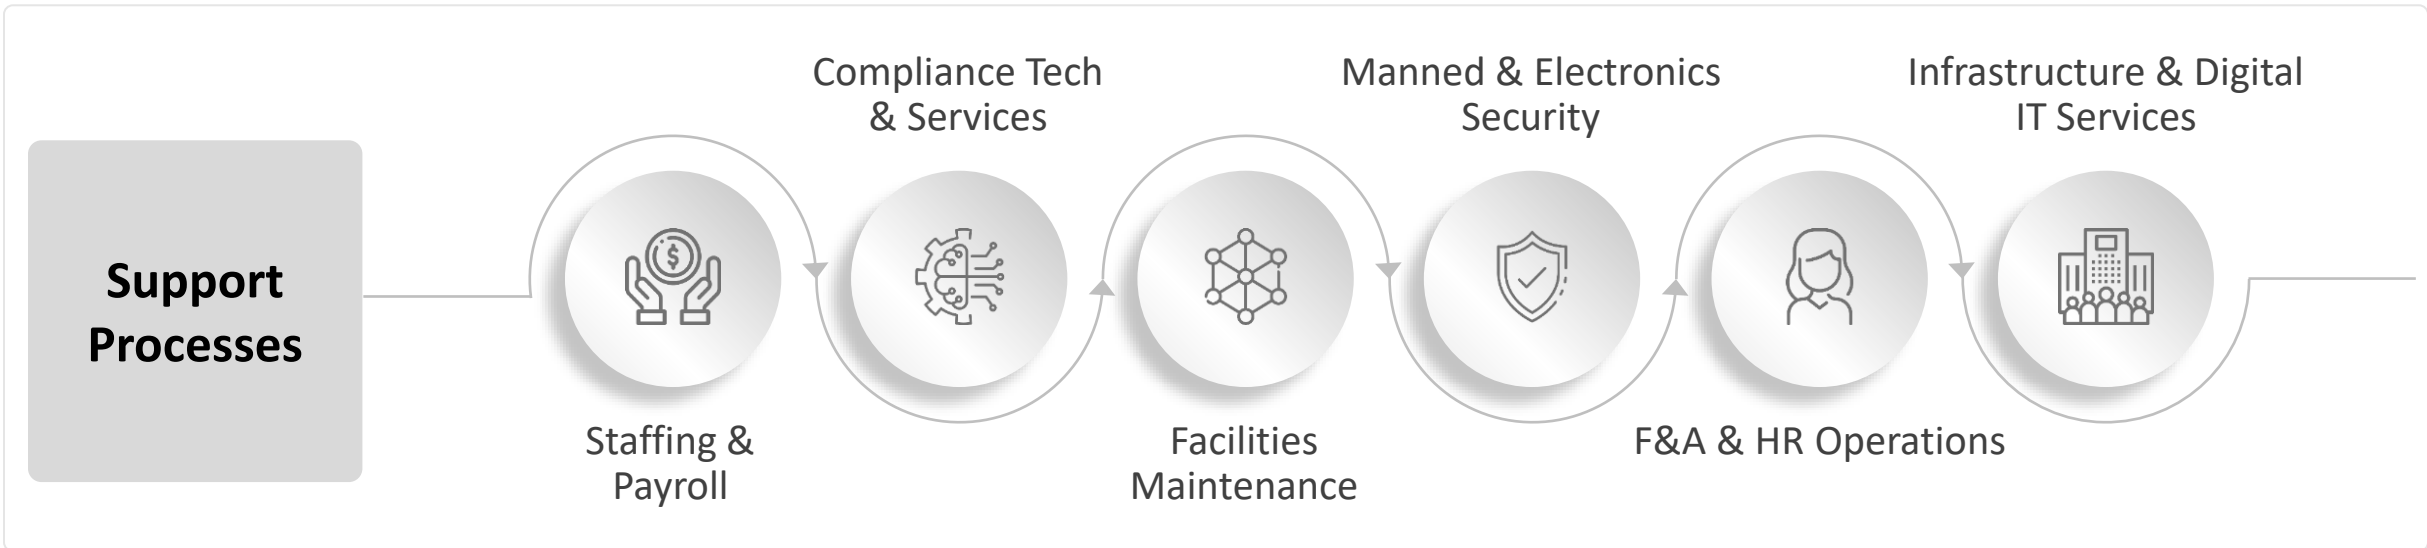 Support
Processes
Staffing &
Payroll
Compliance Tech
& Services
Facilities
Maintenance
Manned & Electronics
Security
F&A & HR Operations
Infrastructure & Digital
IT Services
$